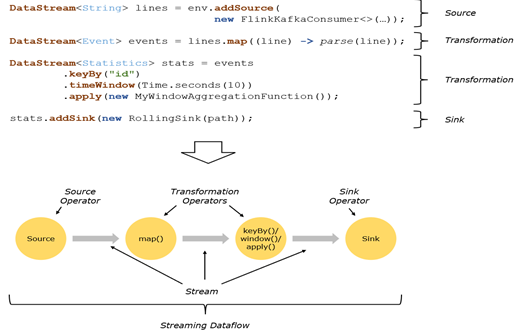 DataStream<String> lines = env.addSource(
new FlinkKafkaConsumer<>(…));
Source
DataStream<Event> events = lines.map((line) -> parse(line));
Transformation
DataStream<Statistics> stats = events
.keyBy("id")
.timeWindow(Time.seconds(10))
.apply(new MyWindowAggregationFunction());
Transformation
stats.addSink(new RollingSink(path));
Sink
Source
Operator
Transformation
Operators
Sink
Operator
Source
map()
keyBy()/
window()/
apply()
Sink
Stream
Streaming Dataflow